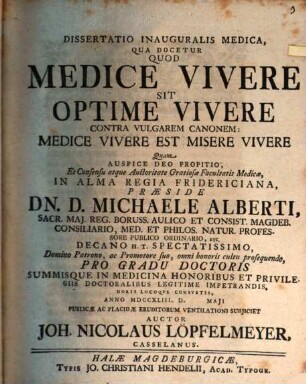 DISSERTATIO INAUGURALIS MEDICA,
QUA DOCETUR
QUOD
MEDICE VIVERE
SIT
OPTIME VIVERE
CONTRA VULGAREM CANONEM:
MEDICE VIVERE EST MISERE VIVERE
Quam
AUSPICE DEO PROPITIO,
Ex Consensu atque Auctoritate Gratiosæ Facultatis Medicæ,
IN ALMA REGIA FRIDERICIANA,
PRÆSIDE
DN. D. MICHAELE ALBERTI,
SACR. MAJ. REG. BORUSS. AULICO ET CONSIST. MAGDEB.
CONSILIARIO, MED. ET PHILOS. NATUR. PROFES-
SORE PUBLICO ORDINARIO, ETC.
DECANO H. T. SPECTATISSIMO,
Domino Patrono, ac Promotore suo, omni honoris cultu prosequendo,
PRO GRADU DOCTORIS
SUMMISQUE IN MEDICINA HONORIBUS ET PRIVILE-
GIIS DOCTORALIBUS LEGITIME IMPETRANDIS,
HORIS LOCOQUE CONSUETIS,
ANNO MDCCXLIII. D. MAJI
PUBLICÆ AC PLACIDÆ ERUDITORUM VENTILATIONI SUBJICIET
AUCTOR
JOH. NICOLAUS LÖPFELMEYER,
CASSELANUS.
HALÆ MAGDEBURGICÆ,
TYPIS JO. CHRISTIANI HENDELII, ACAD. TYPOGR.